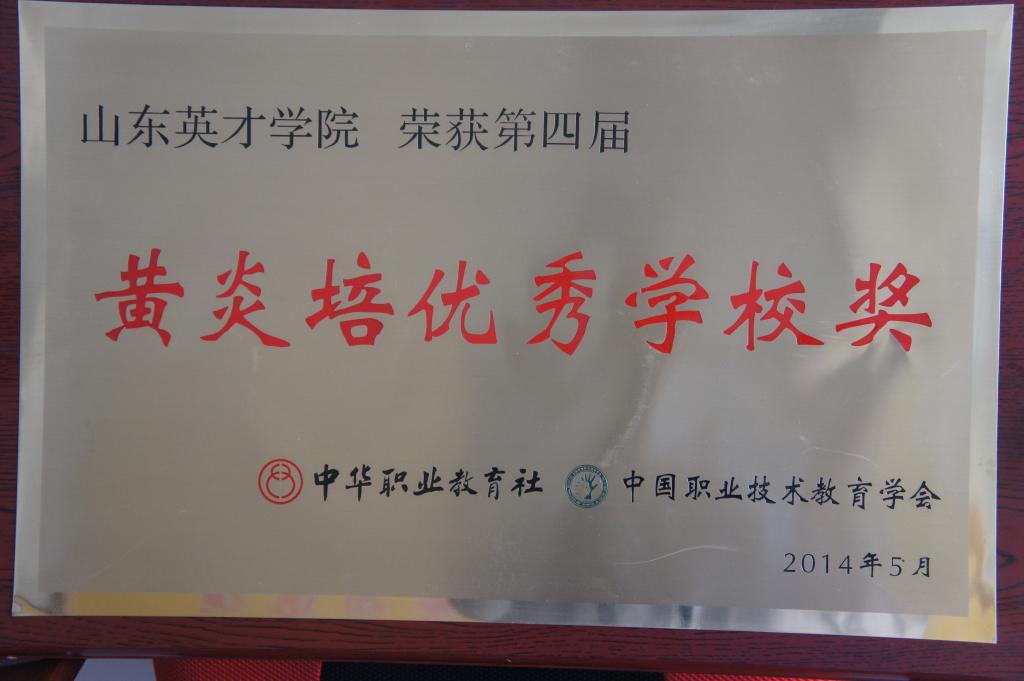 山东英才学院 荣获第四届
黄炎培优秀学校奖
中华职业教育社 中国职业技术教育学会
2014年5月